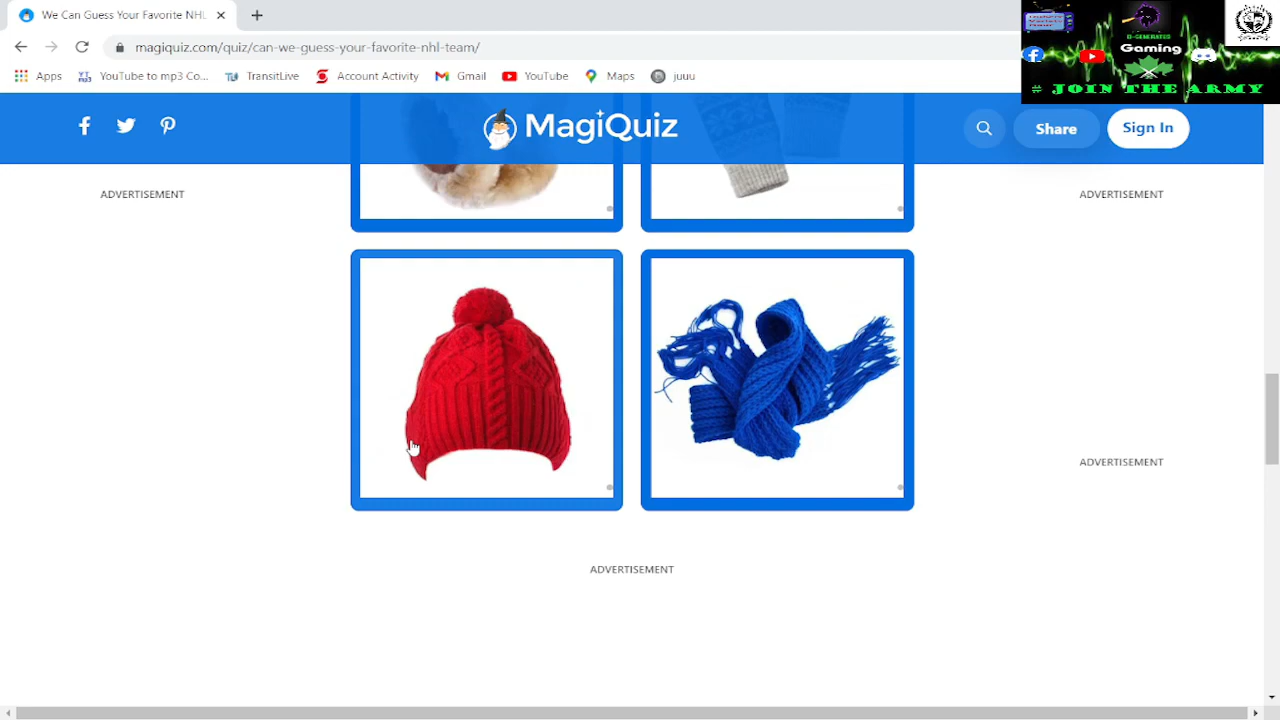 We Can Guess Your Favorite NHL
magiquiz.com/quiz/can-we-guess-your-favorite-nhl-team/
Apps
YouTube to mp3 Co...
TransitLive
Account Activity
Gmail
YouTube
Maps
juuu
Gaming
# JOIN THE ARMY
MagiQuiz
Share
Sign In
ADVERTISEMENT
ADVERTISEMENT
ADVERTISEMENT
ADVERTISEMENT